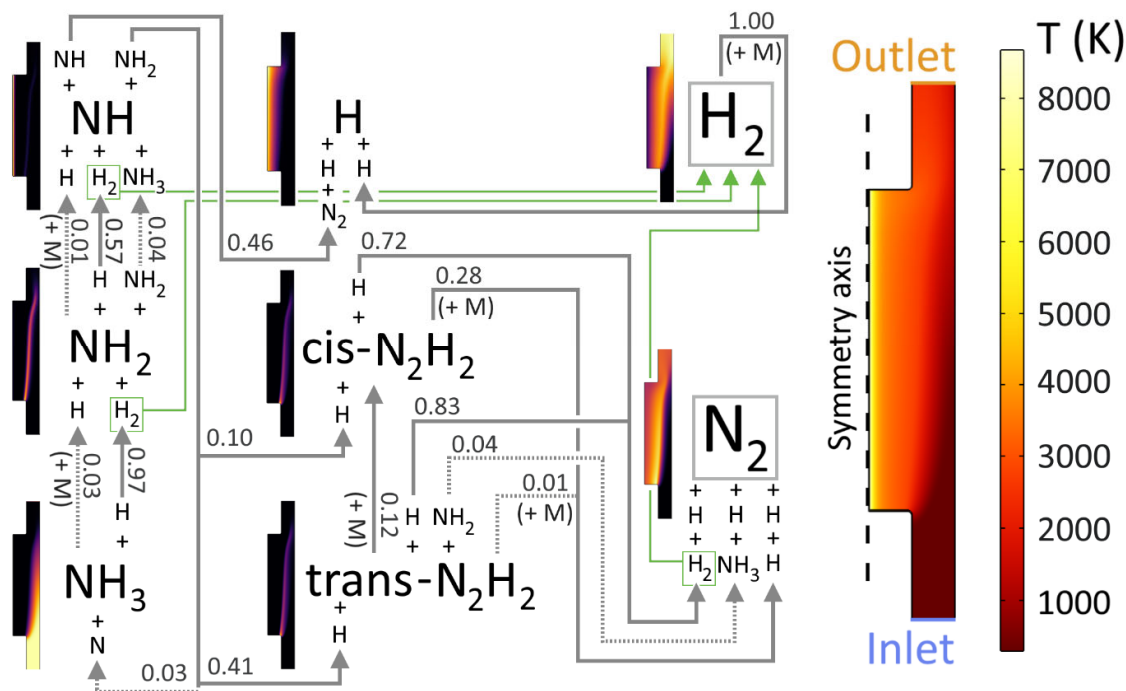 NH
NH2
+
+
NH
+
+
+
H
H2
NH3
0.01
(+ M)
0.57
0.04
H
NH2
+
+
NH2
+
+
H
H2
0.03
(+ M)
0.97
H
+
NH3
+
N
0.03
0.46
H
+
+
H
H
+
N2
0.72
H
+
0.28
(+ M)
cis-N2H2
+
H
0.10
0.83
0.04
0.01
(+ M)
0.12
(+ M)
H
NH2
+
+
trans-N2H2
+
H
0.41
1.00
(+ M)
H2
N2
+
+
+
H
H
H
+
+
+
H2
NH3
H
Outlet
Symmetry axis
Inlet
T (K)
8000
7000
6000
5000
4000
3000
2000
1000